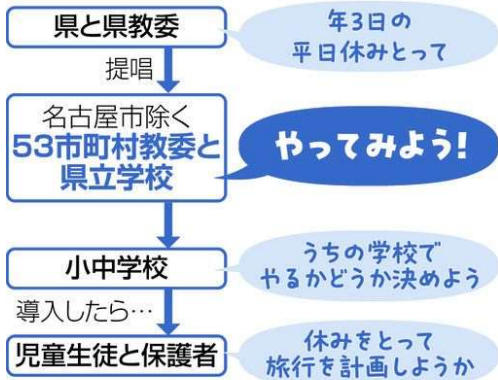 県と県教委
年3日の
平日休みとって
提唱
名古屋市除く
53市町村教委と
県立学校
やってみよう!
小中学校
うちの学校で
やるかどうか決めよう
導入したら…
児童生徒と保護者
休みをとって
旅行を計画しようか